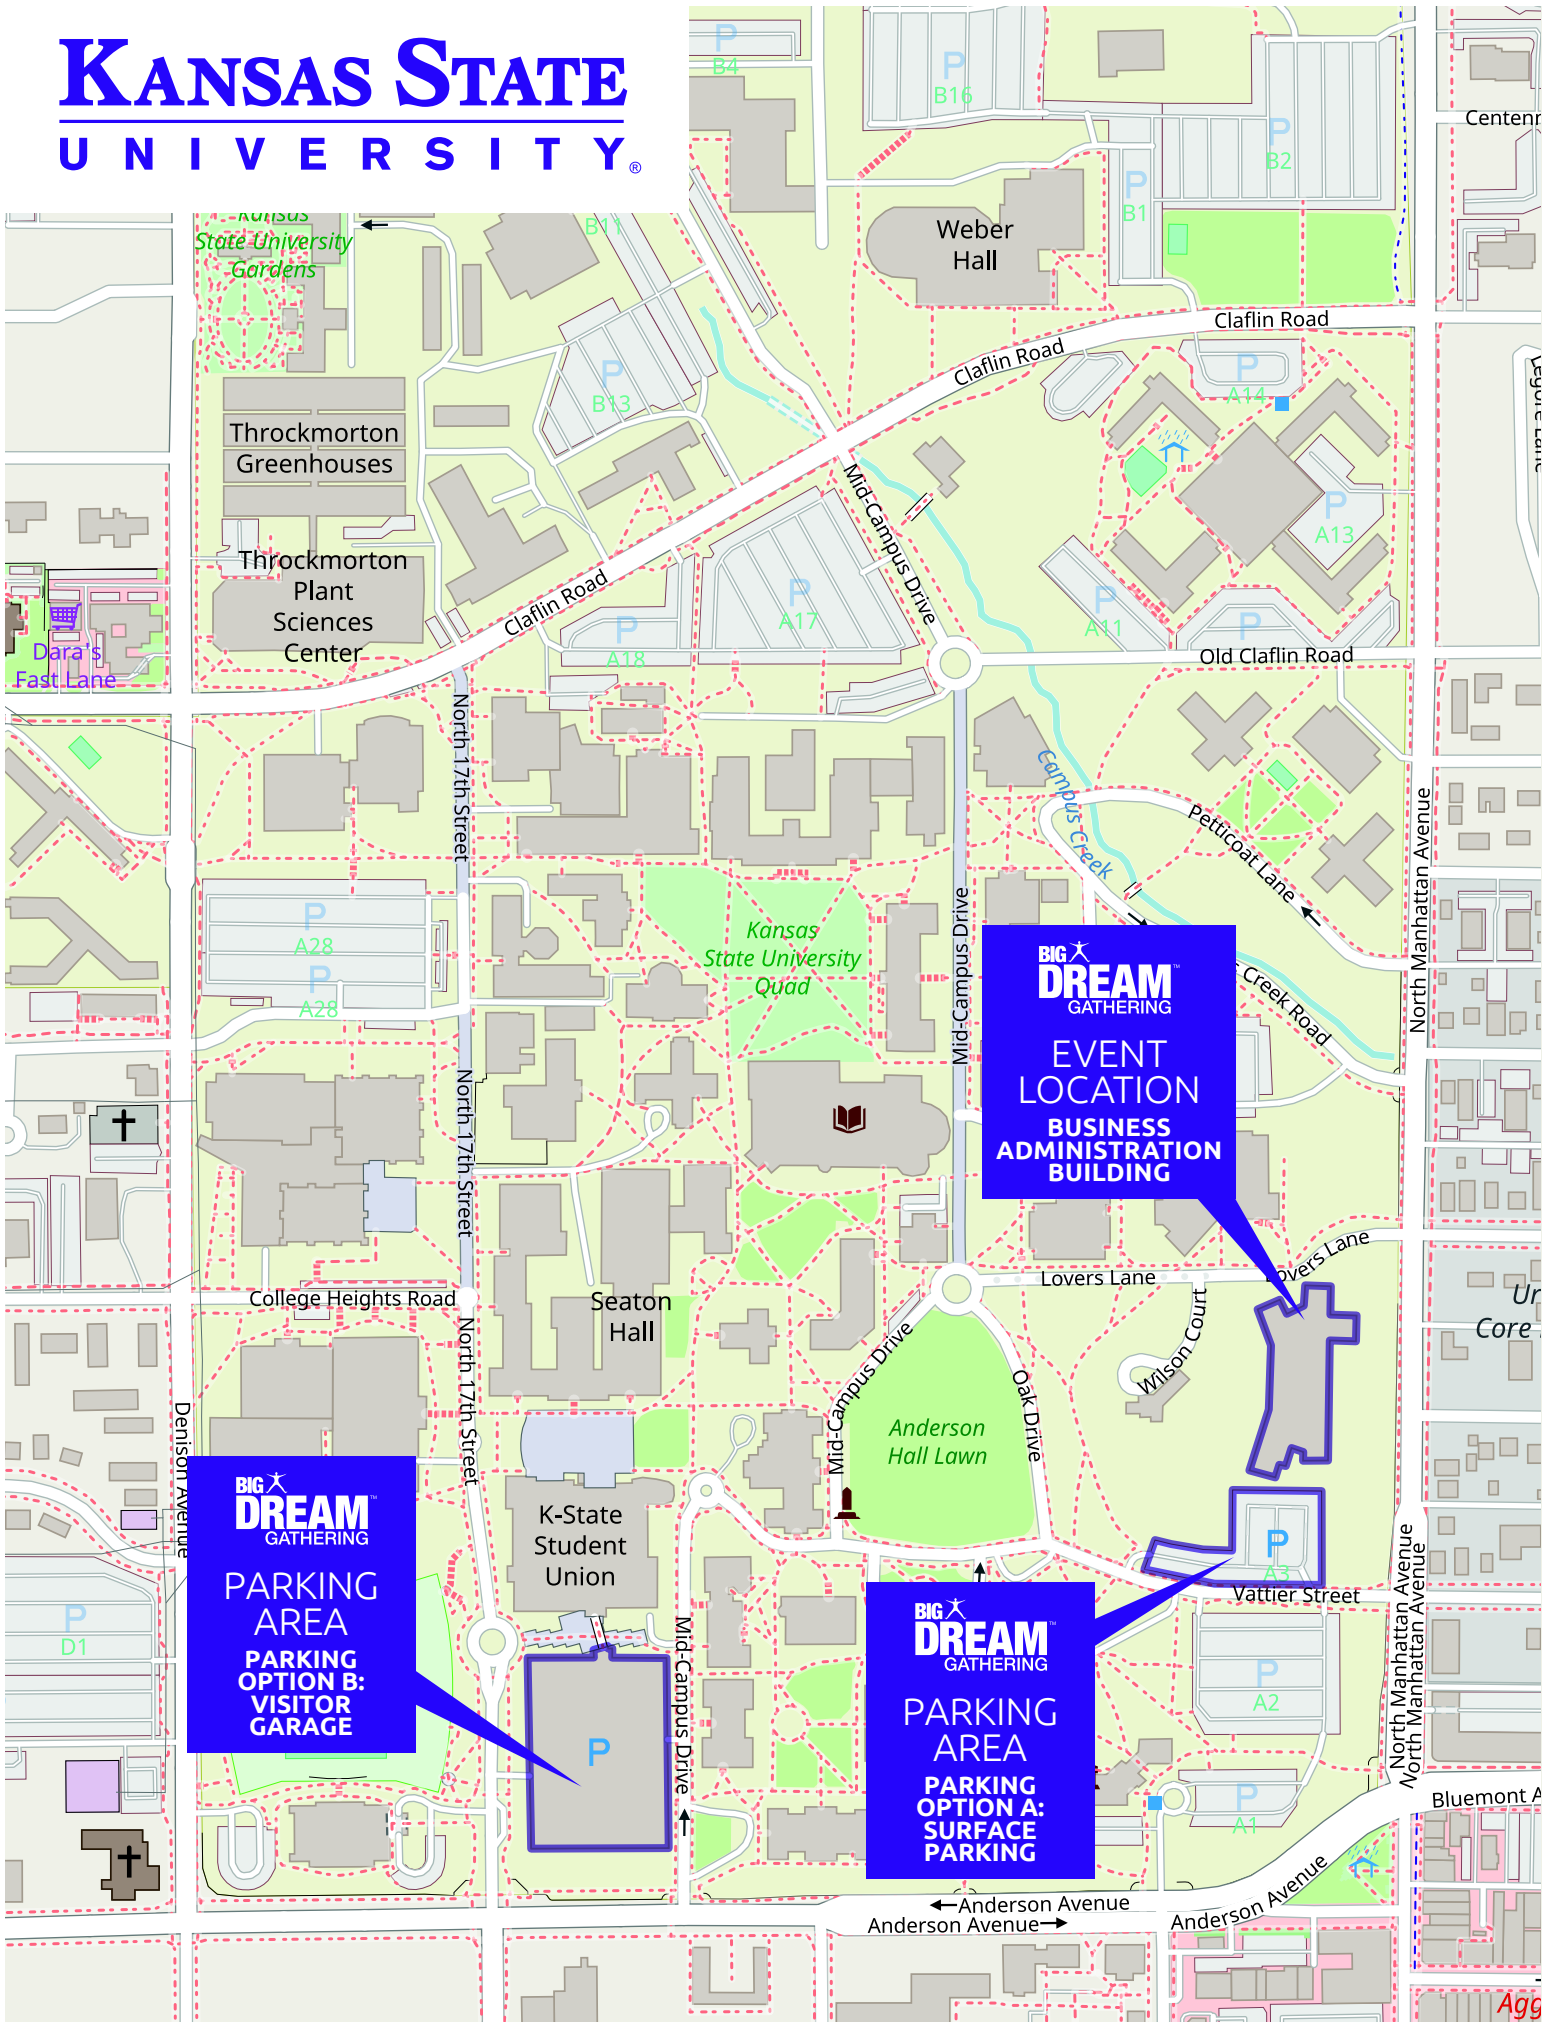 KANSAS STATE
UNIVERSITY®
P
B4
P
B16
P
B2
P
B1
Kansas
State University
Gardens
B11
Weber
Hall
Claflin Road
Claflin Road
P
A14
P
B13
Throckmorton
Greenhouses
Mid-Campus Drive
P
A13
Throckmorton
Plant
Sciences
Center
Claflin Road
P
A17
P
A18
P
A11
P
Old Claflin Road
Dara's
Fast Lane
North 17th Street
Campus Creek
Petticoat Lane
North Manhattan Avenue
P
A28
P
A28
Kansas
State University
Quad
Mid-Campus Drive
Creek Road
BIG
DREAM™
GATHERING
EVENT
LOCATION
BUSINESS
ADMINISTRATION
BUILDING
North 17th Street
Lovers Lane
Lovers Lane
College Heights Road
Seaton
Hall
North 17th Street
Mid-Campus Drive
Oak Drive
Wilson Court
Core
Denison Avenue
Anderson
Hall Lawn
K-State
Student
Union
BIG
DREAM™
GATHERING
PARKING
AREA
PARKING
OPTION B:
VISITOR
GARAGE
P
P
A3
Vattier Street
North Manhattan Avenue
North Manhattan Avenue
P
D1
Mid-Campus Drive
BIG
DREAM™
GATHERING
PARKING
AREA
PARKING
OPTION A:
SURFACE
PARKING
P
A2
P
A1
Bluemont A
Anderson Avenue
Anderson Avenue
Anderson Avenue